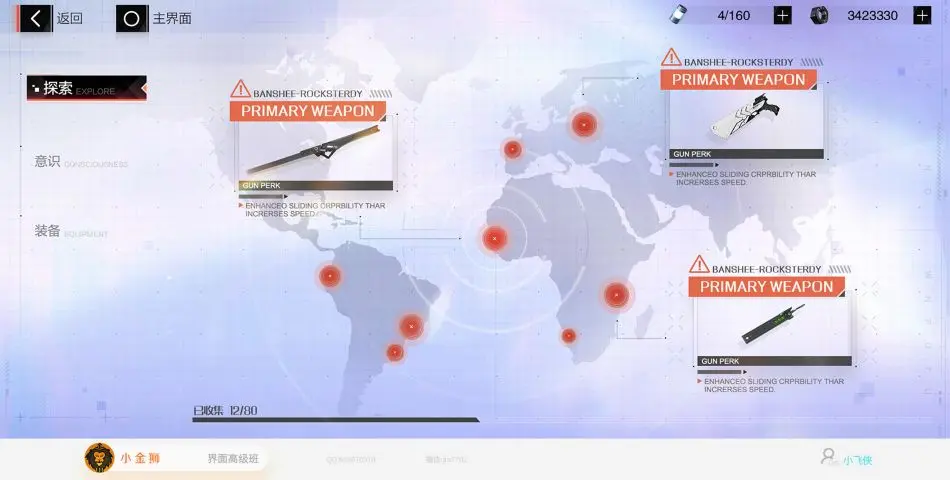 返回
主界面
4/160
3423330
探索 EXPLORE
意识 CONSCIOUSNESS
装备 EQUIPMENT
BANSHEE-ROCKSTERDY
PRIMARY WEAPON
GUN PERK
ENHANCEO SLIDING CRPRBILITY THAR
INCRERSES SPEED
BANSHEE-ROCKSTERDY
PRIMARY WEAPON
GUN PERK
ENHANCEO SLIDING CRPRBILITY THAR
INCRERSES SPEED.
BANSHEE-ROCKSTERDY
PRIMARY WEAPON
GUN PERK
ENHANCEO SLIDING CRPRBILITY THAR
INCRERSES SPEED.
已收集 12/80
小金狮
界面高级班
小飞侠